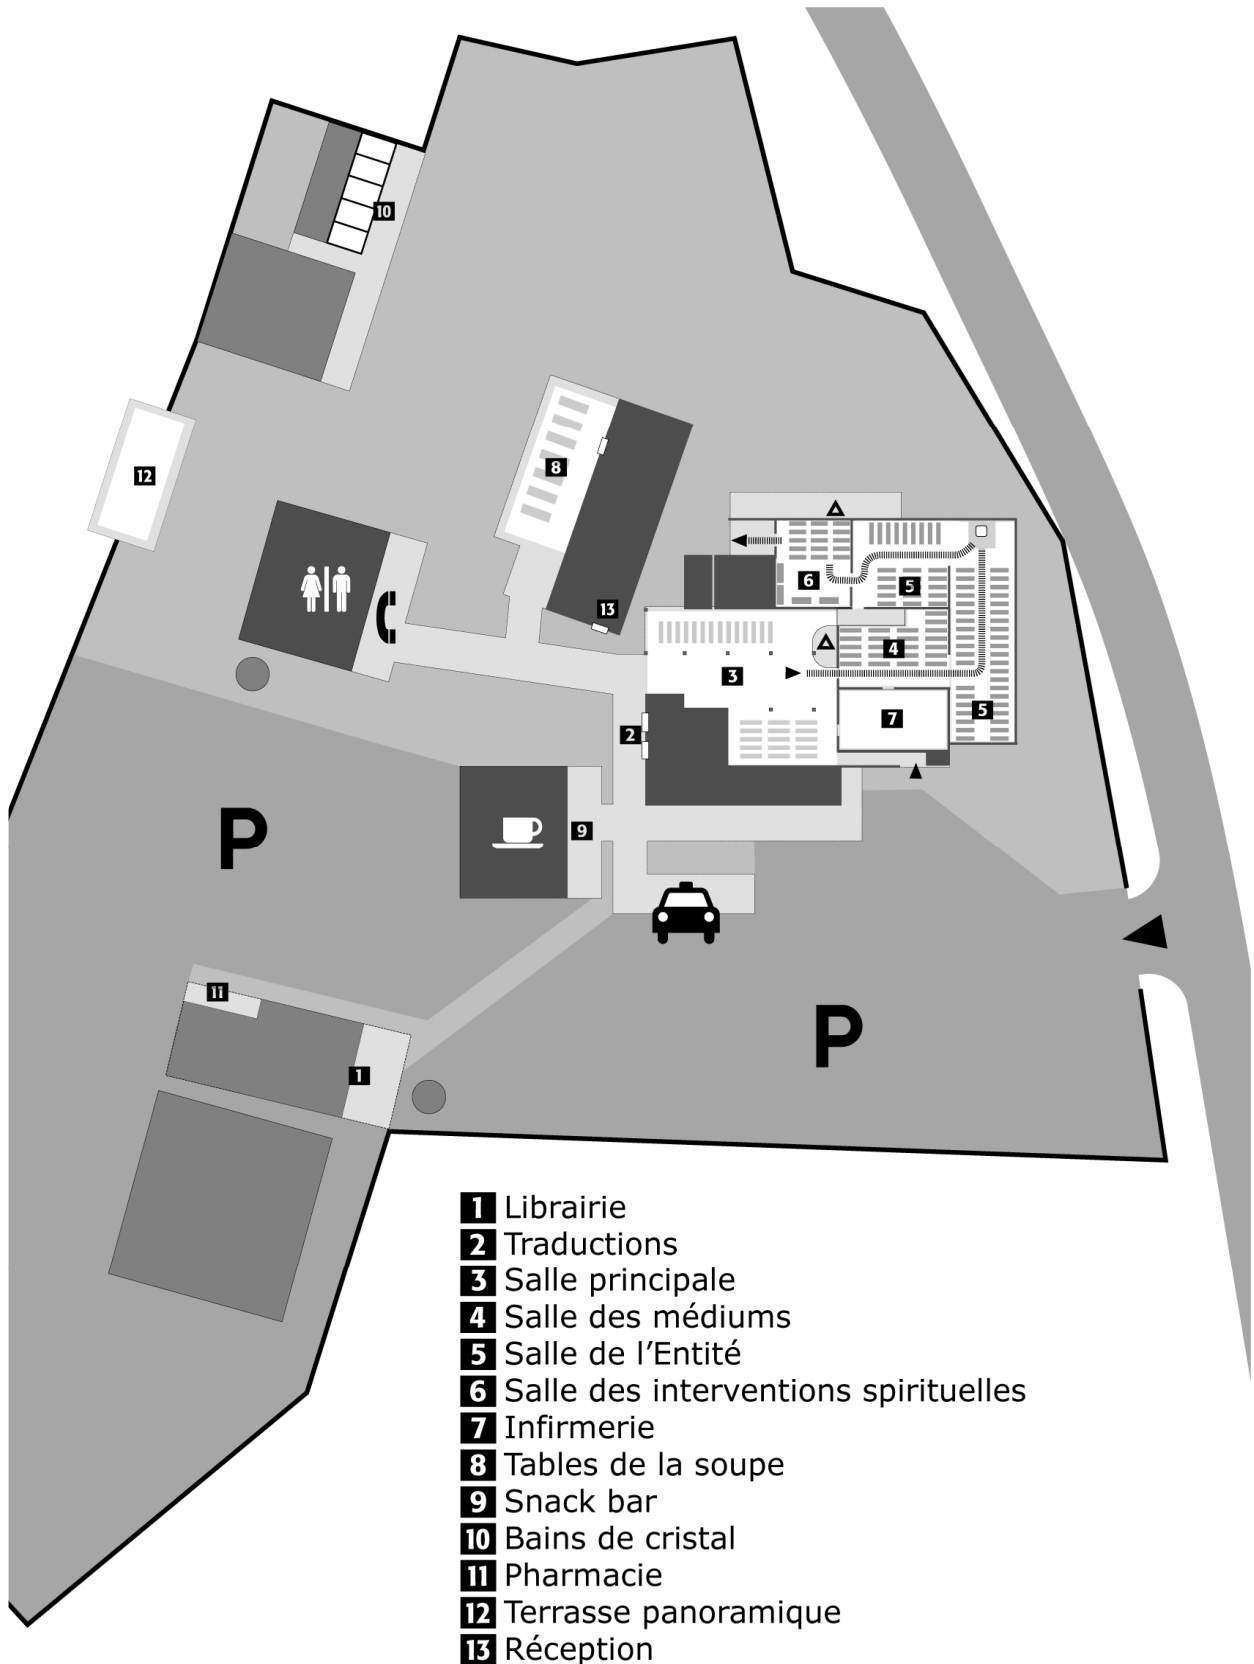 10
12
8
13
6
5
4
3
5
7
2
9
P
11
P
1
1 Librairie
2 Traductions
3 Salle principale
4 Salle des médiums
5 Salle de l’Entité
6 Salle des interventions spirituelles
7 Infirmerie
8 Tables de la soupe
9 Snack bar
10 Bains de cristal
11 Pharmacie
12 Terrasse panoramique
13 Réception